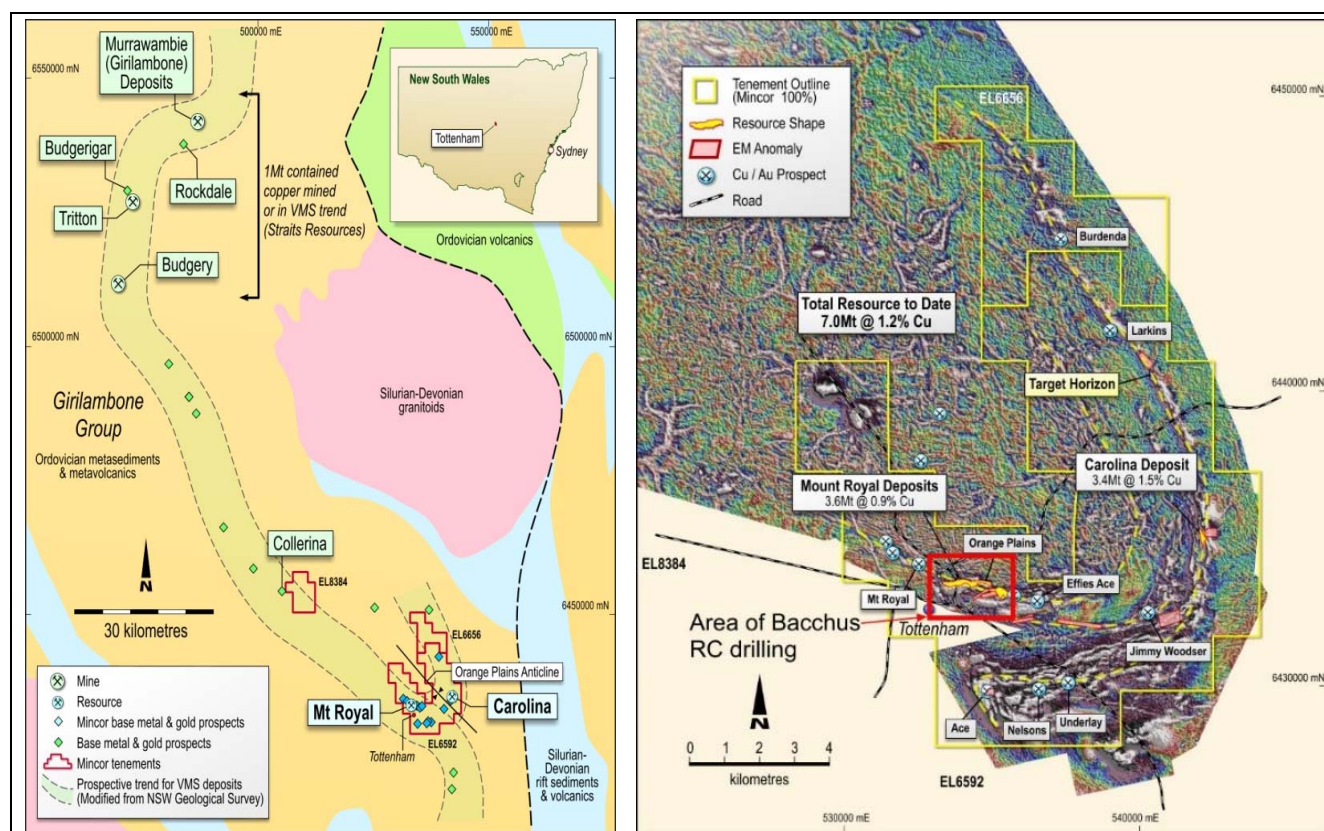 500000 mE
550000 mE
6550000 mN
Murrawambie
(Girilambone)
Deposits
New South Wales
Tottenham
Sydney
Budgerigar
Rockdale
Tritton
1Mt contained
copper mined
or in VMS trend
(Straits Resources)
Budgery
Ordovician volcanics
6500000 mN
6500000 mN
Silurian-Devonian
granitoids
Girilambone
Group
Ordovician metasediments
& metavolcanics
Collerina
EL8384
N
30 kilometres
6450000 mN
EL6656
Orange Plains Anticline
Mt Royal
Carolina
Tottenham
EL6592
Silurian-
Devonian
rift sediments
& volcanics
Mine
Resource
Mincor base metal & gold prospects
Base metal & gold prospects
Mincor tenements
Prospective trend for VMS deposits
(Modified from NSW Geological Survey)
Tenement Outline
(Mincor 100%)
Resource Shape
EM Anomaly
Cu / Au Prospect
Road
EL6656
6450000 mN
Burdenda
Total Resource to Date
7.0Mt @ 1.2% Cu
Larkins
Target Horizon
6440000 mN
Carolina Deposit
3.4Mt @ 1.5% Cu
Mount Royal Deposits
3.6Mt @ 0.9% Cu
Orange Plains
EL8384
Effies Ace
Mt Royal
Area of Bacchus
RC drilling
Tottenham
Jimmy Woodser
6430000 mN
N
Ace
Nelsons
Underlay
0 1 2 3 4
kilometres
EL6592
530000 mE
540000 mE